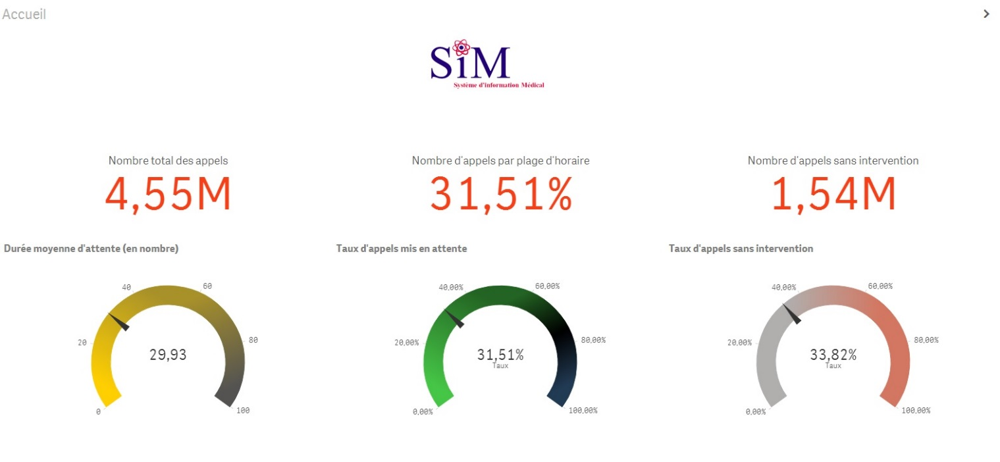 Accueil
SiM
Système d'information Médical
Nombre total des appels
4,55M
Nombre d'appels par plage d'horaire
31,51%
Nombre d'appels sans intervention
1,54M
Durée moyenne d'attente (en nombre)
0
20
40
60
80
100
29,93
Taux d'appels mis en attente
0,00%
20,00%
40,00%
60,00%
80,00%
100,00%
31,51%
Taux
Taux d'appels sans intervention
0,00%
20,00%
40,00%
60,00%
80,00%
100,00%
33,82%
Taux